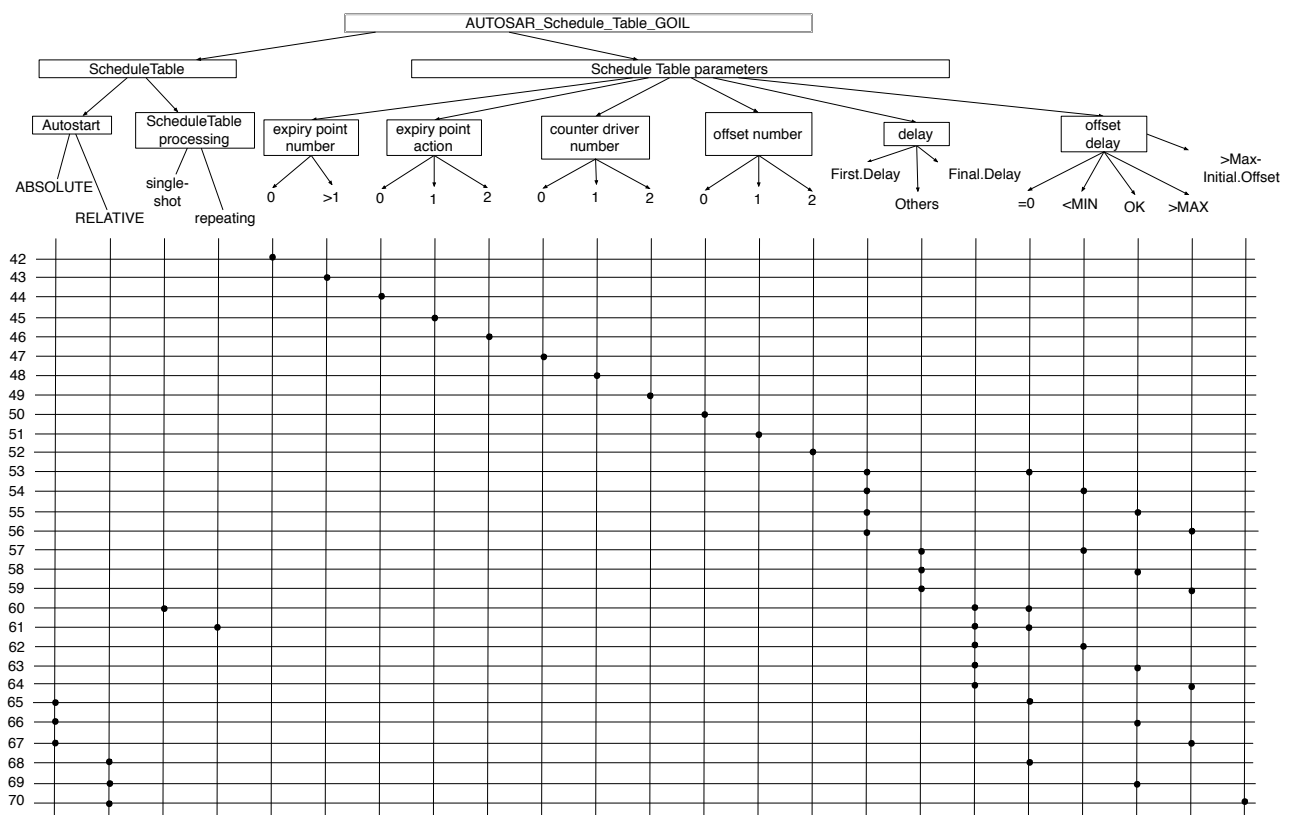 AUTOSAR_Schedule_Table_GOIL
ScheduleTable
Schedule Table parameters
Autostart
ScheduleTable
processing
expiry point
number
expiry point
action
counter driver
number
offset number
delay
offset
delay
>Max-
Initial.Offset
ABSOLUTE
RELATIVE
single-
shot
repeating
0
>1
0
1
2
0
1
2
0
1
2
First.Delay
Others
Final.Delay
=0
<MIN
OK
>MAX
42
43
44
45
46
47
48
49
50
51
52
53
54
55
56
57
58
59
60
61
62
63
64
65
66
67
68
69
70